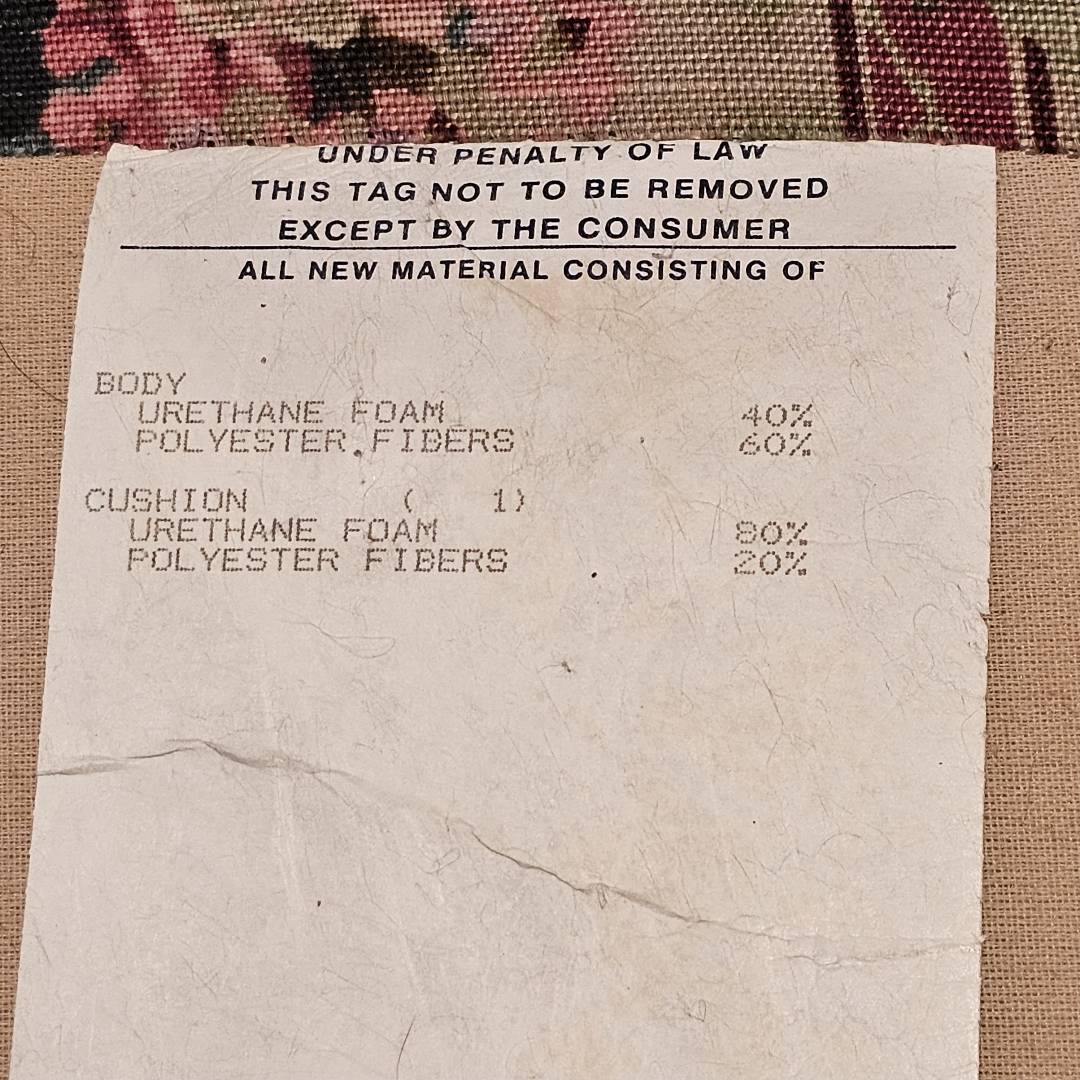 UNDER PENALTY OF LAW
THIS TAG NOT TO BE REMOVED
EXCEPT BY THE CONSUMER
ALL NEW MATERIAL CONSISTING OF
BODY
URETHANE FOAM 40%
POLYESTER FIBERS 60%
CUSHION ( 1)
URETHANE FOAM 80%
POLYESTER FIBERS 20%